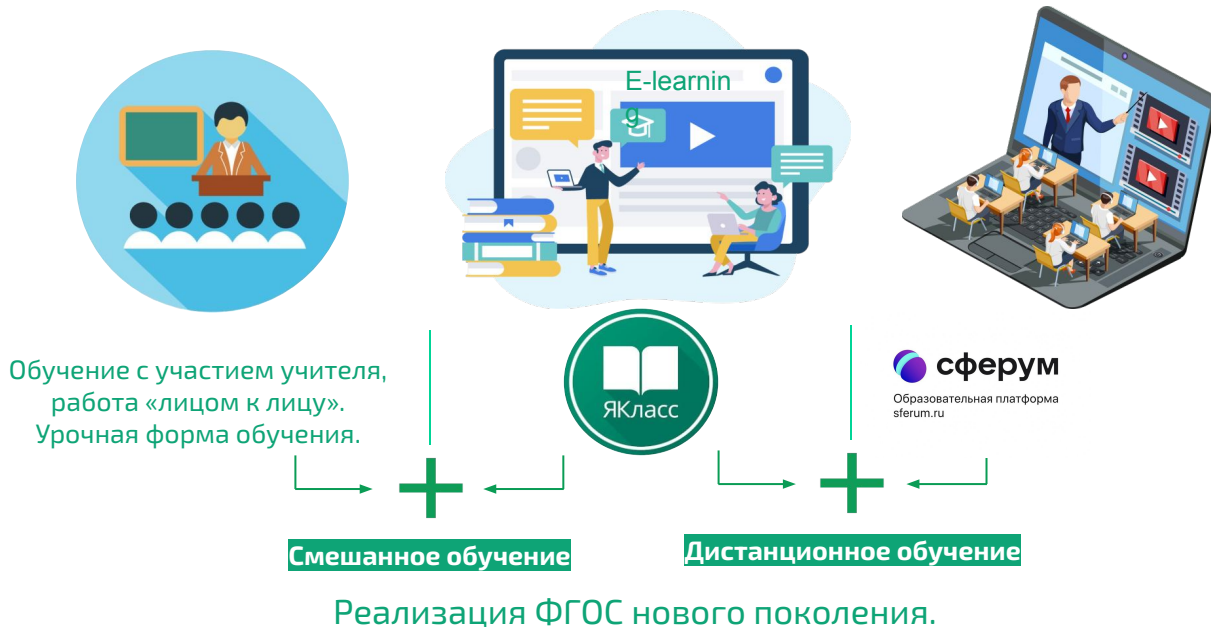 E-learnin
g
Обучение с участием учителя,
работа «лицом к лицу».
Урочная форма обучения.
ЯКласс
сферум
Образовательная платформа
sferum.ru
Смешанное обучение
Дистанционное обучение
Реализация ФГОС нового поколения.